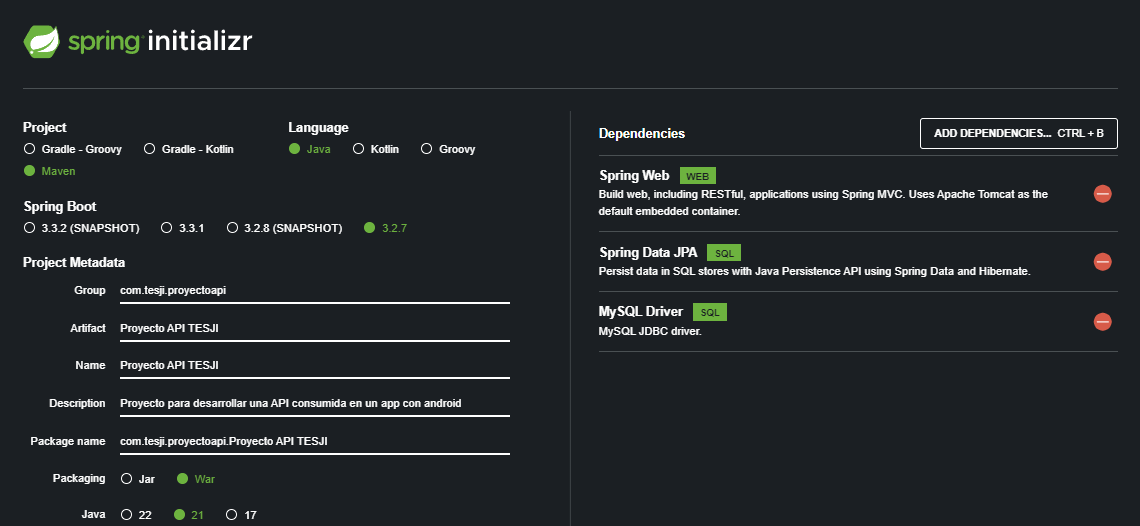 spring initializr
Project
Gradle - Groovy Gradle - Kotlin
Maven
Language
Java Kotlin Groovy
Spring Boot
3.3.2 (SNAPSHOT) 3.3.1 3.2.8 (SNAPSHOT) 3.2.7
Project Metadata
Group com.tesji.proyectoapi
Artifact Proyecto API TESJI
Name Proyecto API TESJI
Description Proyecto para desarrollar una API consumida en un app con android
Package name com.tesji.proyectoapi.Proyecto API TESJI
Packaging Jar War
Java 22 21 17
Dependencies
ADD DEPENDENCIES... CTRL + B
Spring Web WEB
Build web, including RESTful, applications using Spring MVC. Uses Apache Tomcat as the
default embedded container.
Spring Data JPA SQL
Persist data in SQL stores with Java Persistence API using Spring Data and Hibernate.
MySQL Driver SQL
MySQL JDBC driver.